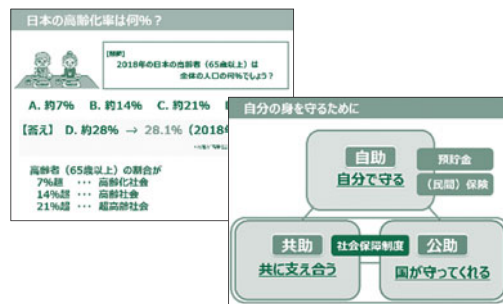 日本の高齢化率は何%?
【質問】
2018年の日本の高齢者(65歳以上)は
全体の人口の何%でしょう?
A. 約7% B. 約14% C. 約21%
【答え】 D. 約28% → 28.1%(2018年
高齢者(65歳以上)の割合が
7%超 ・・・ 高齢化社会
14%超 ・・・ 高齢社会
21%超 ・・・ 超高齢社会
自分の身を守るために
自助
自分で守る
預貯金
(民間)保険
共助
共に支え合う
社会保障制度
公助
国が守ってくれる